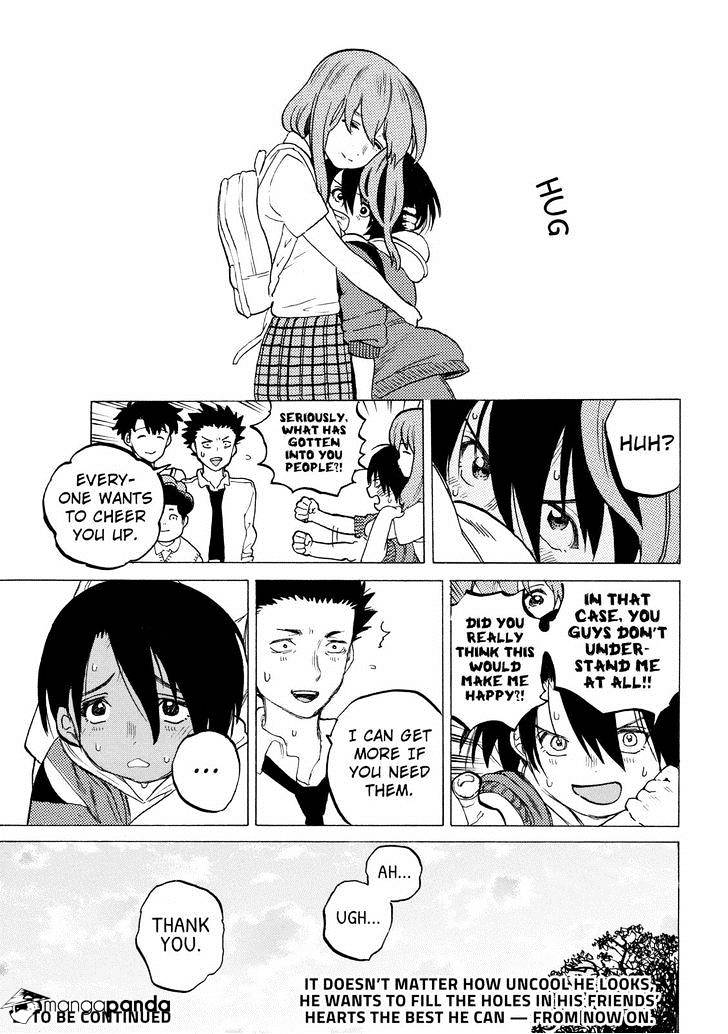 HUG
HUH?
SERIOUSLY,
WHAT HAS
GOTTEN
INTO YOU
PEOPLE?!
EVERY-
ONE WANTS
TO CHEER
YOU UP.
IN THAT
CASE, YOU
GUYS DON'T
UNDER-
STAND ME
AT ALL!!
DID YOU
REALLY
THINK THIS
WOULD
MAKE ME
HAPPY?!
I CAN GET
MORE IF
YOU NEED
THEM.
...
AH...
UGH...
THANK
YOU.
IT DOESN'T MATTER HOW UNCOOL HE LOOKS,
HE WANTS TO FILL THE HOLES IN HIS FRIENDS'
HEARTS THE BEST HE CAN — FROM NOW ON.
mangapanda
TO BE CONTINUED